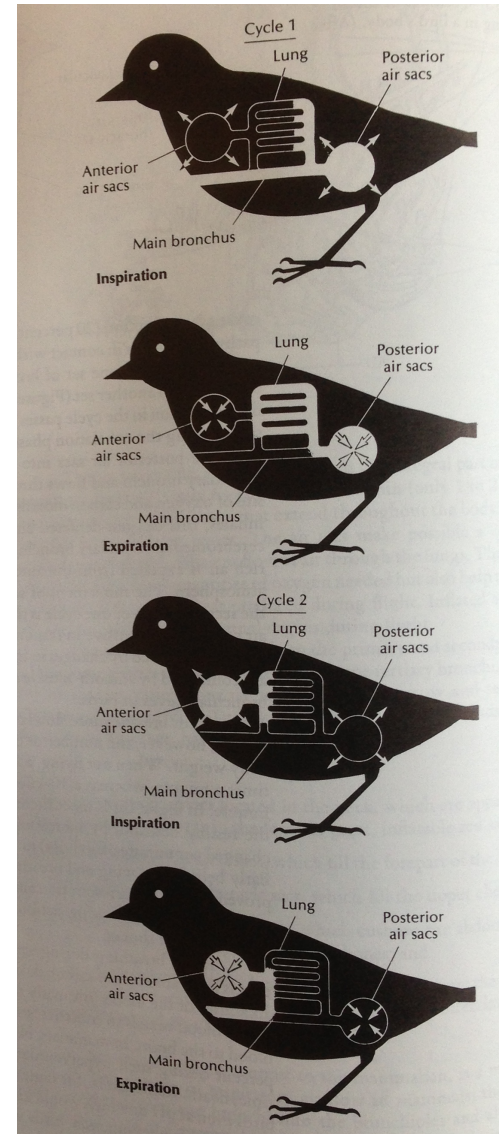 Cycle 1
Lung
Posterior
air sacs
Anterior
air sacs
Main bronchus
Inspiration
Lung
Posterior
air sacs
Anterior
air sacs
Main bronchus
Expiration
Cycle 2
Lung
Posterior
air sacs
Anterior
air sacs
Main bronchus
Inspiration
Lung
Posterior
air sacs
Anterior
air sacs
Main bronchus
Expiration